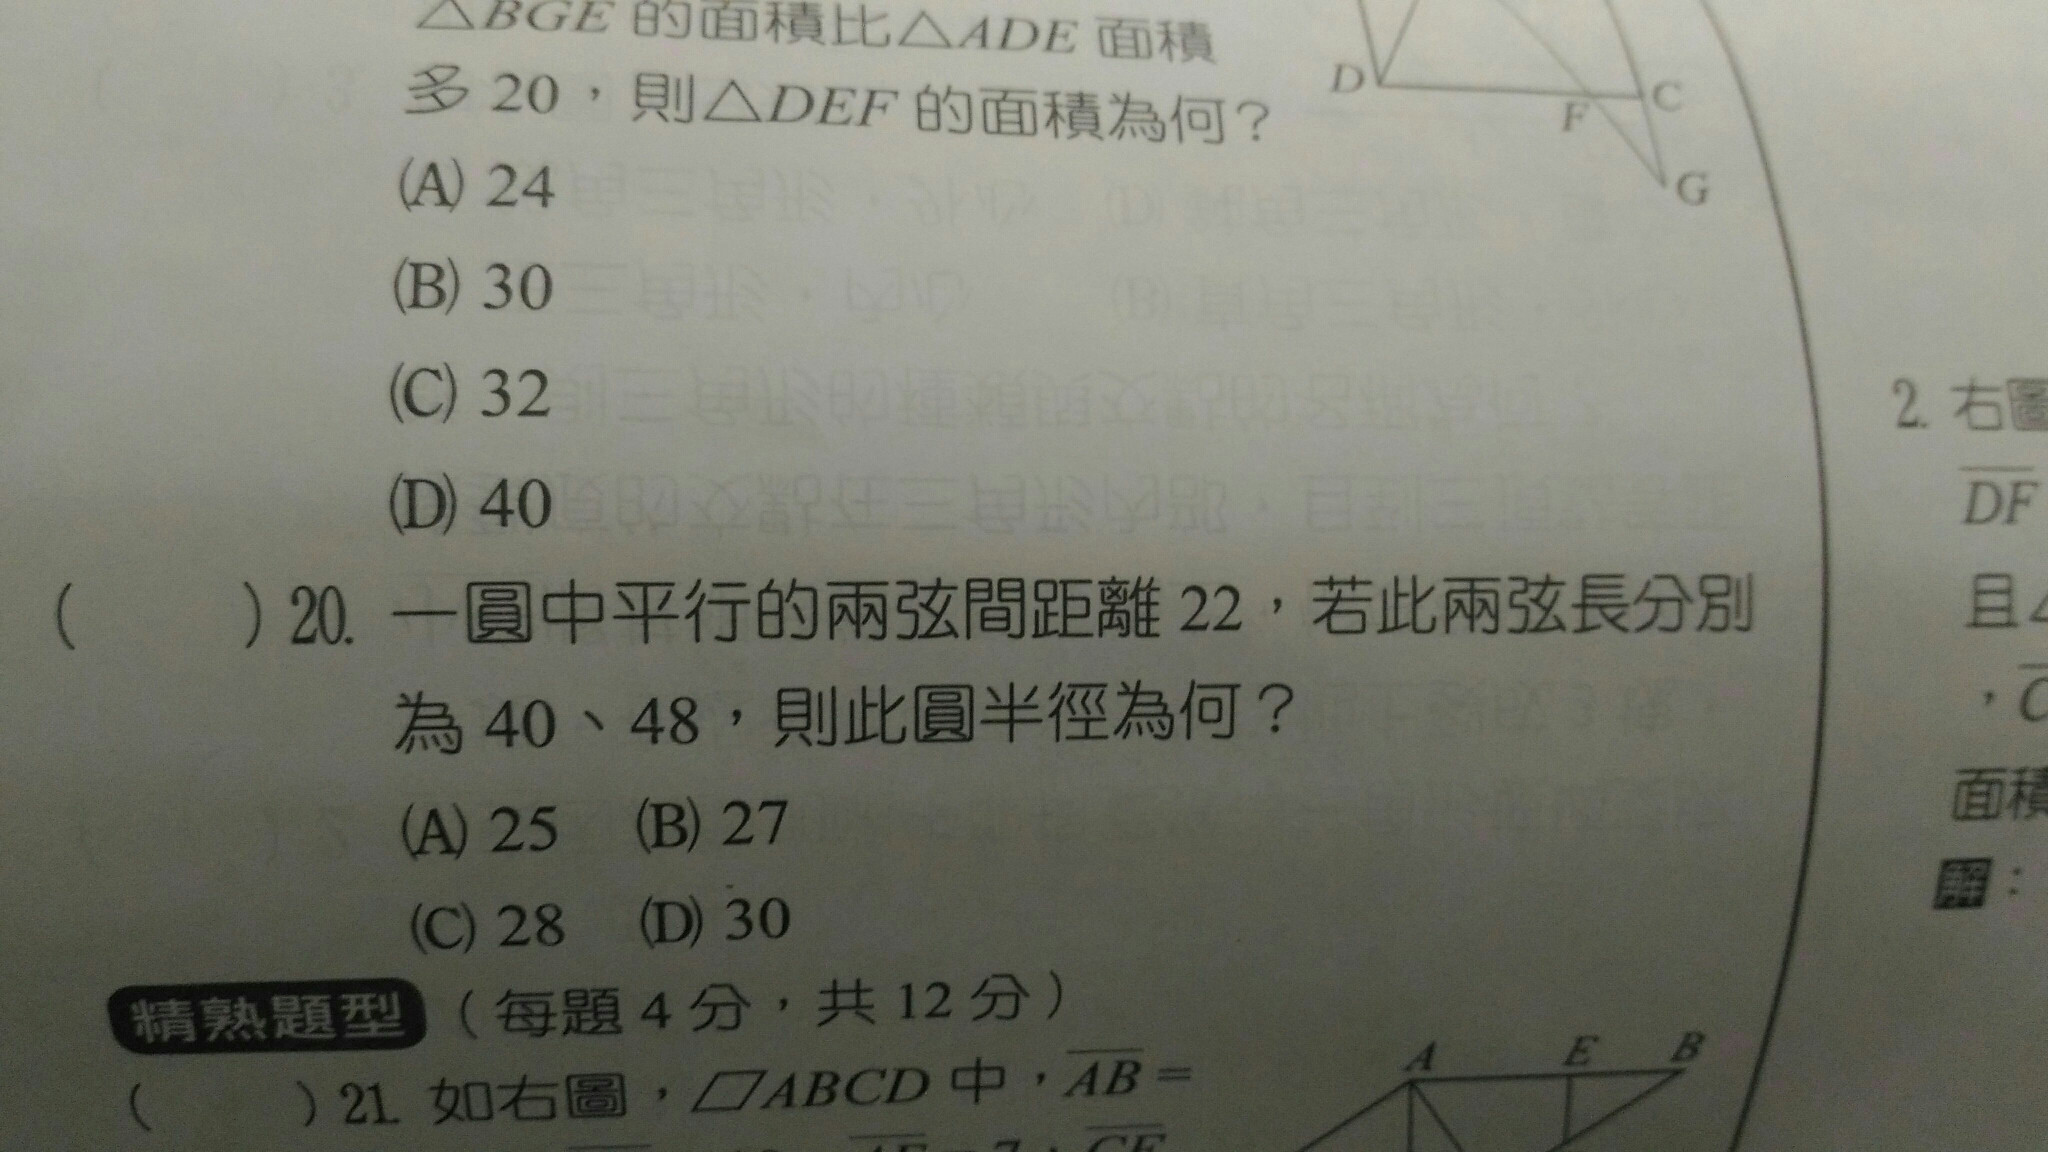 △BGE 的面積比△ADE 面積
多 20，則△DEF 的面積為何？
(A) 24
(B) 30
(C) 32
(D) 40
D
F
C
G
( )20. 一圓中平行的兩弦間距離 22，若此兩弦長分別
為 40、48，則此圓半徑為何？
(A) 25 (B) 27
(C) 28 (D) 30
精熟題型（每題 4 分，共 12 分）
( )21. 如右圖，▱ABCD 中，AB =
A E B
2. 右圖
DF
且△
，C
面積
解：